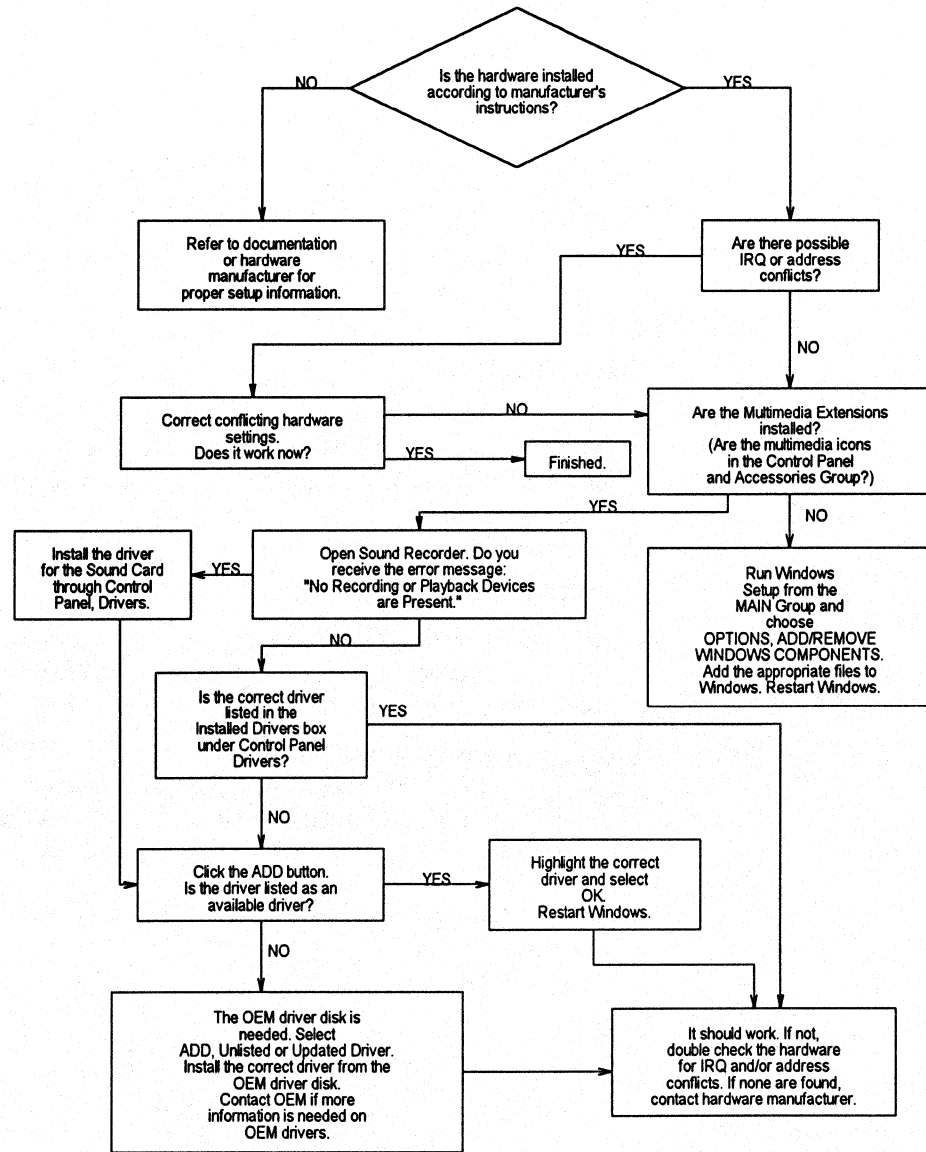 Is the hardware installed
according to manufacturer's
instructions?
NO
YES
Refer to documentation
or hardware
manufacturer for
proper setup information.
YES
Are there possible
IRQ or address
conflicts?
NO
Correct conflicting hardware
settings.
Does it work now?
NO
YES
Finished.
Are the Multimedia Extensions
installed?
(Are the multimedia icons
in the Control Panel
and Accessories Group?)
YES
NO
Install the driver
for the Sound Card
through Control
Panel, Drivers.
YES
Open Sound Recorder. Do you
receive the error message:
"No Recording or Playback Devices
are Present."
Run Windows
Setup from the
MAIN Group and
choose
OPTIONS, ADD/REMOVE
WINDOWS COMPONENTS.
Add the appropriate files to
Windows. Restart Windows.
NO
Is the correct driver
listed in the
Installed Drivers box
under Control Panel
Drivers?
YES
NO
Click the ADD button.
Is the driver listed as an
available driver?
YES
Highlight the correct
driver and select
OK.
Restart Windows.
NO
The OEM driver disk is
needed. Select
ADD, Unlisted or Updated Driver.
Install the correct driver from the
OEM driver disk.
Contact OEM if more
information is needed on
OEM drivers.
It should work. If not,
double check the hardware
for IRQ and/or address
conflicts. If none are found,
contact hardware manufacturer.